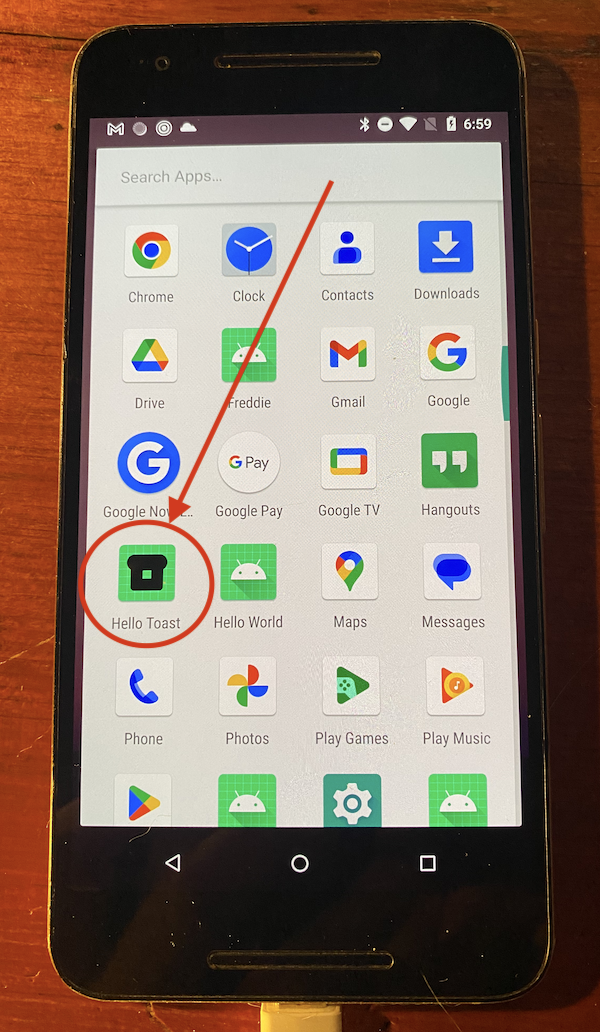 6:59
Search Apps...
Chrome
Clock
Contacts
Downloads
Drive
Freddie
Gmail
Google
G Pay
Google Now L...
Google Pay
Google TV
Hangouts
Hello Toast
Hello World
Maps
Messages
Phone
Photos
Play Games
Play Music